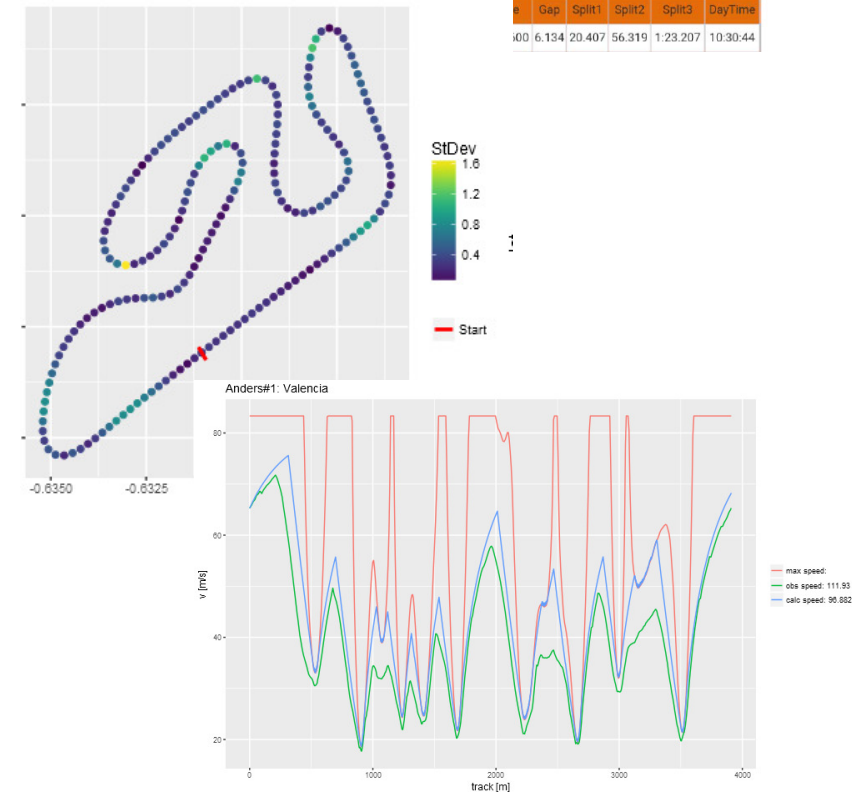 e Gap Split1 Split2 Split3 DayTime
600 6.134 20.407 56.319 1:23.207 10:30:44
StDev
1.6
1.2
0.8
0.4
Start
-0.6350 -0.6325
Anders#1: Valencia
80
60
40
20
v [m/s]
0 1000 2000 3000 4000
track [m]
max speed:
obs speed: 111.93
calc speed: 96.882